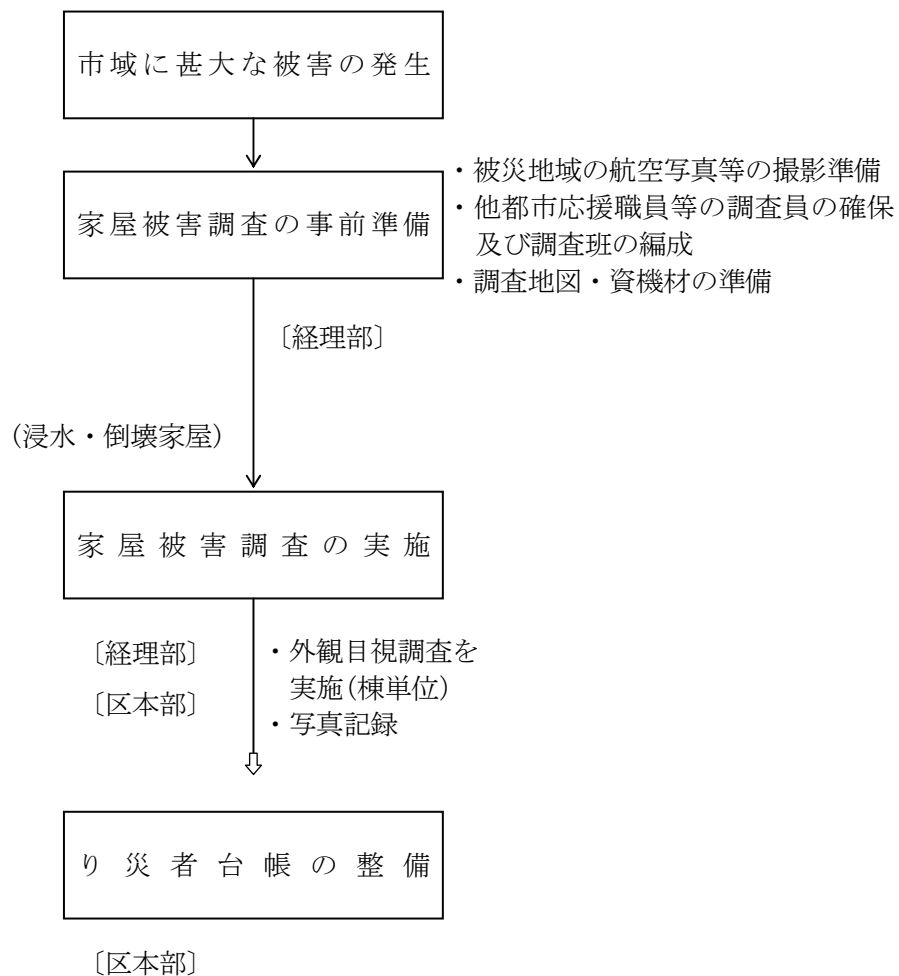 市域に甚大な被害の発生
家屋被害調査の事前準備
・被災地域の航空写真等の撮影準備
・他都市応援職員等の調査員の確保
及び調査班の編成
・調査地図・資機材の準備
〔経理部〕
(浸水・倒壊家屋)
家屋被害調査の実施
〔経理部〕
〔区本部〕
・外観目視調査を
実施(棟単位)
・写真記録
り災者台帳の整備
〔区本部〕